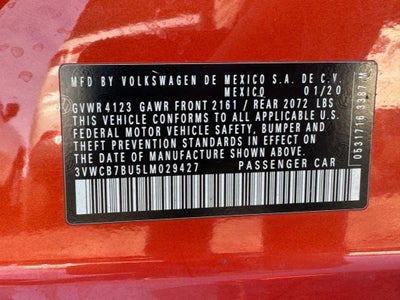 MFD BY VOLKSWAGEN DE MEXICO S.A. DE C.V.
MEXICO 01/20
GVWR 4123 GAWR FRONT 2161 / REAR 2072 LBS
THIS VEHICLE CONFORMS TO ALL APPLICABLE U.S.
FEDERAL MOTOR VEHICLE SAFETY, BUMPER, AND
THEFT PREVENTION STANDARDS IN EFFECT ON
THE DATE OF MANUFACTURE SHOWN ABOVE.
3VWCB7BU5LM029427 PASSENGER CAR
0531716 3387 M